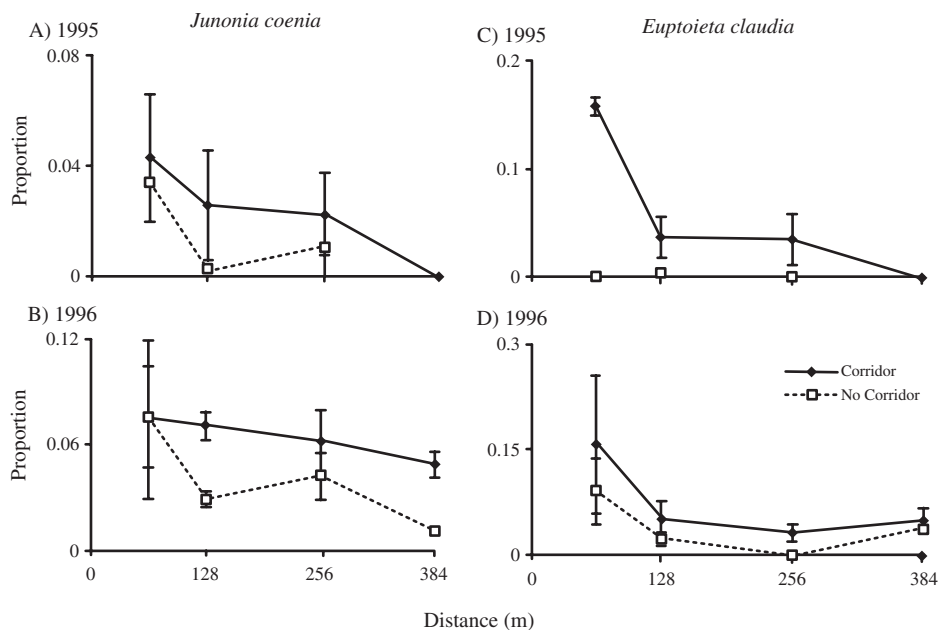 Junonia coenia
Euptoieta claudia
A) 1995
0.08
0.04
0
Proportion
C) 1995
0.2
0.1
0
B) 1996
0.12
0.06
0
Proportion
0
128
256
384
D) 1996
0.3
0.15
0
Corridor
No Corridor
0
128
256
384
Distance (m)